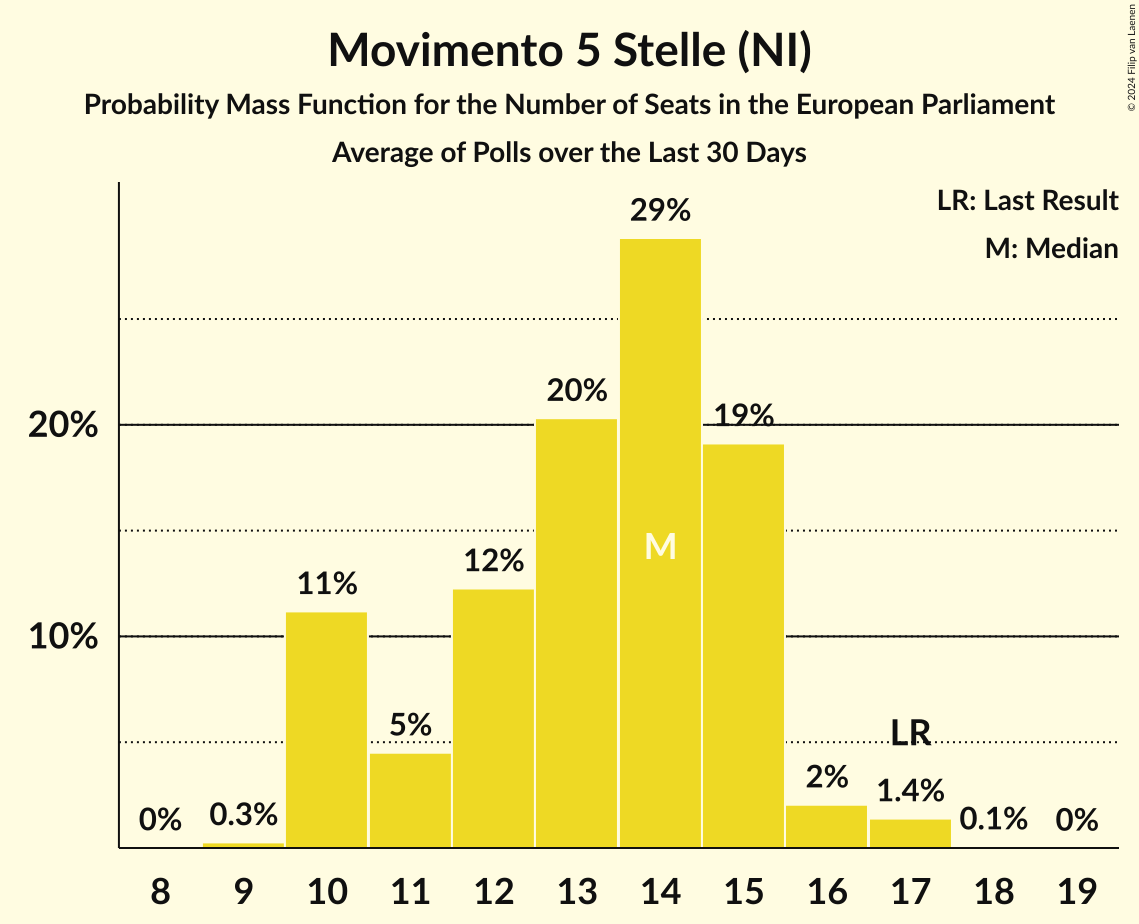 Movimento 5 Stelle (NI)
Probability Mass Function for the Number of Seats in the European Parliament
Average of Polls over the Last 30 Days
© 2024 Filip van Laenen
LR: Last Result
M: Median
29%
20%
19%
20%
M
12%
11%
10%
5%
LR
2%
1.4%
0.3%
0%
0.1%
0%
8 9 10 11 12 13 14 15 16 17 18 19